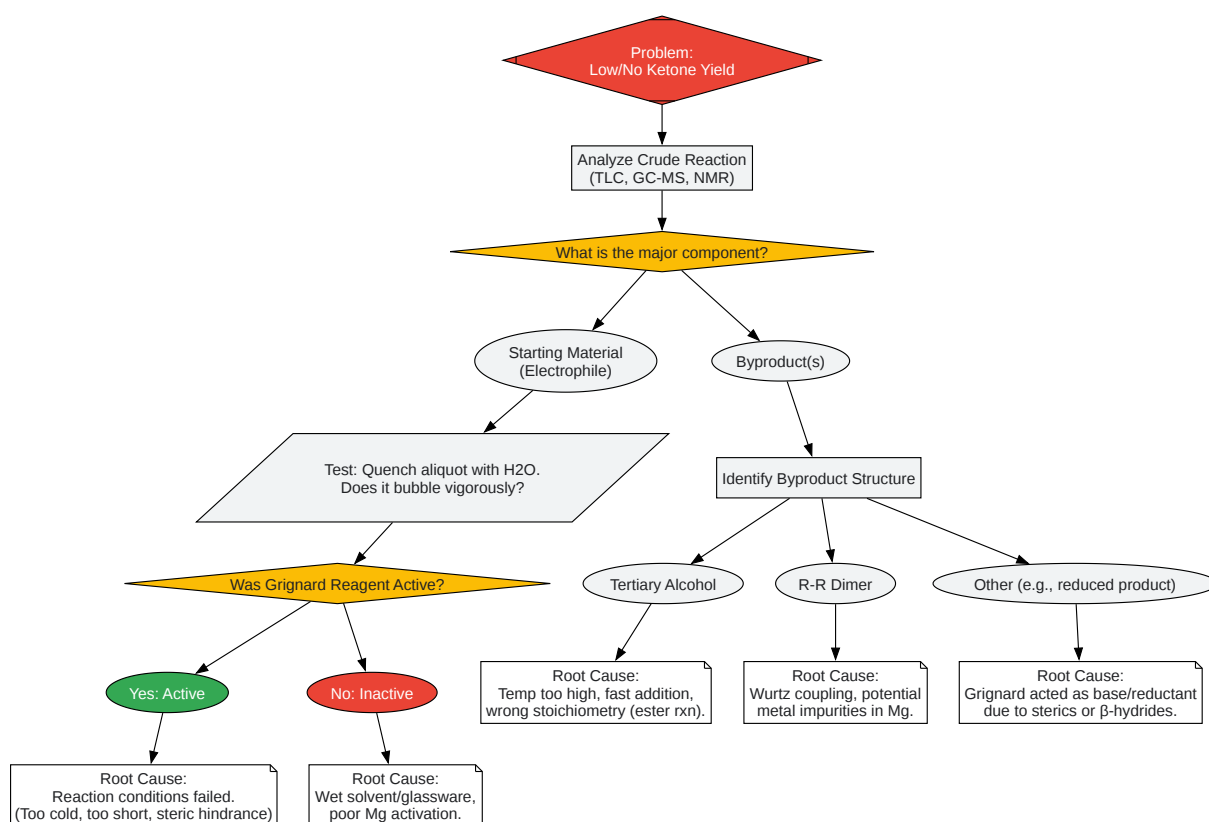 Problem:
Low/No Ketone Yield
Analyze Crude Reaction
(TLC, GC-MS, NMR)
What is the major component?
Starting Material
(Electrophile)
Byproduct(s)
Test: Quench aliquot with H2O.
Does it bubble vigorously?
Identify Byproduct Structure
Was Grignard Reagent Active?
Tertiary Alcohol
R-R Dimer
Other (e.g., reduced product)
Yes: Active
No: Inactive
Root Cause:
Temp too high, fast addition,
wrong stoichiometry (ester rxn).
Root Cause:
Wurtz coupling, potential
metal impurities in Mg.
Root Cause:
Grignard acted as base/reductant
due to sterics or β-hydrides.
Root Cause:
Reaction conditions failed.
(Too cold, too short, steric hindrance)
Root Cause:
Wet solvent/glassware,
poor Mg activation.